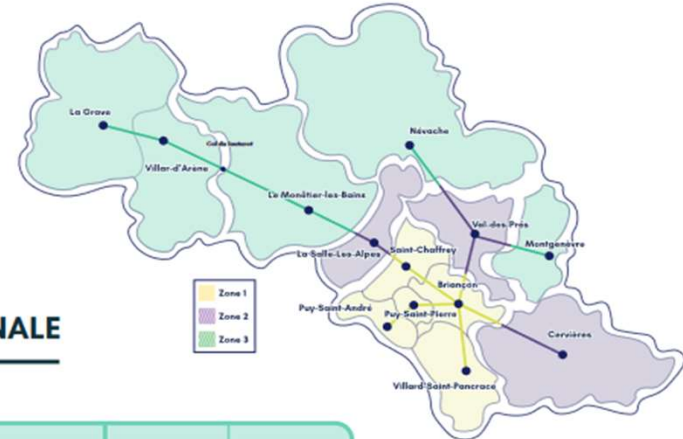 La Grave
Villar-d'Arène
Col du Lautaret
Le Monêtier-les-Bains
Névache
Val-des-Prés
Montgenèvre
La Salle-Les-Alpes
Saint-Chaffrey
Briançon
Puy-Saint-André
Puy-Saint-Pierre
Cervières
Villard-Saint-Pancrace
Zone 1
Zone 2
Zone 3
NALE